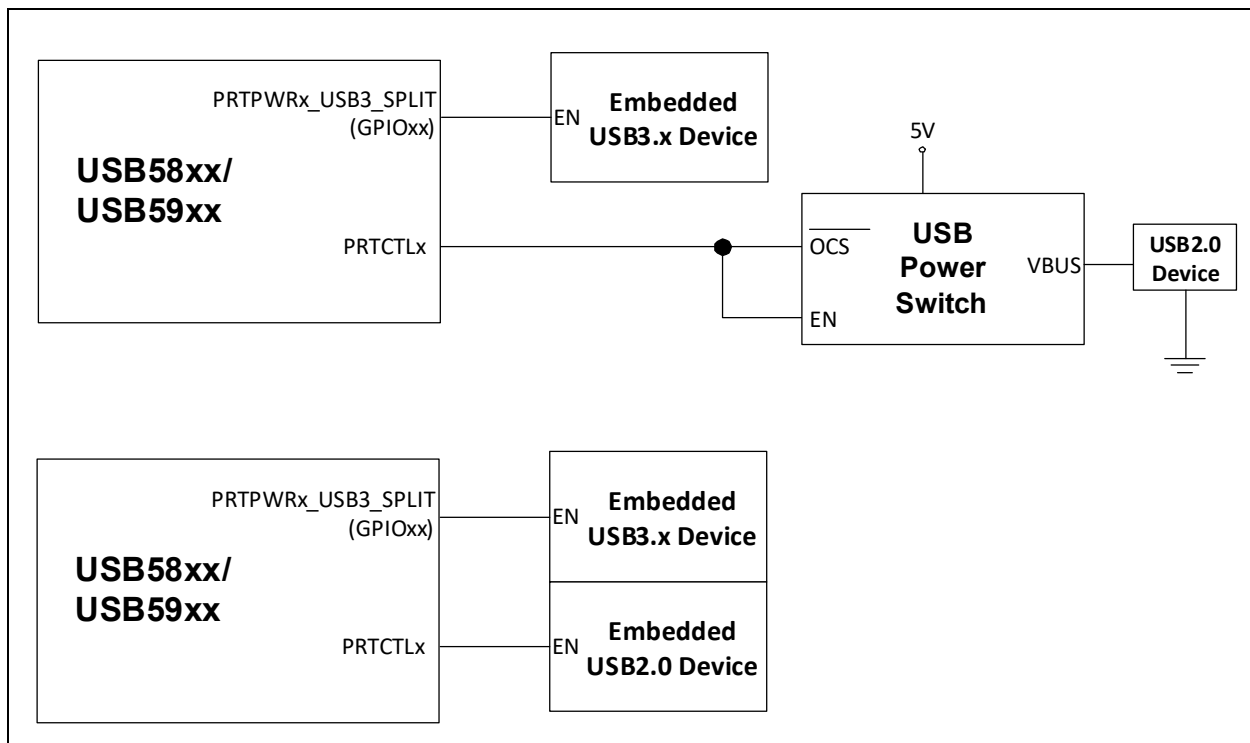 PRTPWRx_USB3_SPLIT
(GPIOxx)
USB58xx/
USB59xx
PRTCTLx
EN
Embedded
USB3.x Device
5V
OCS
EN
USB
Power
Switch
VBUS
USB2.0
Device
PRTPWRx_USB3_SPLIT
(GPIOxx)
USB58xx/
USB59xx
PRTCTLx
EN
Embedded
USB3.x Device
EN
Embedded
USB2.0 Device